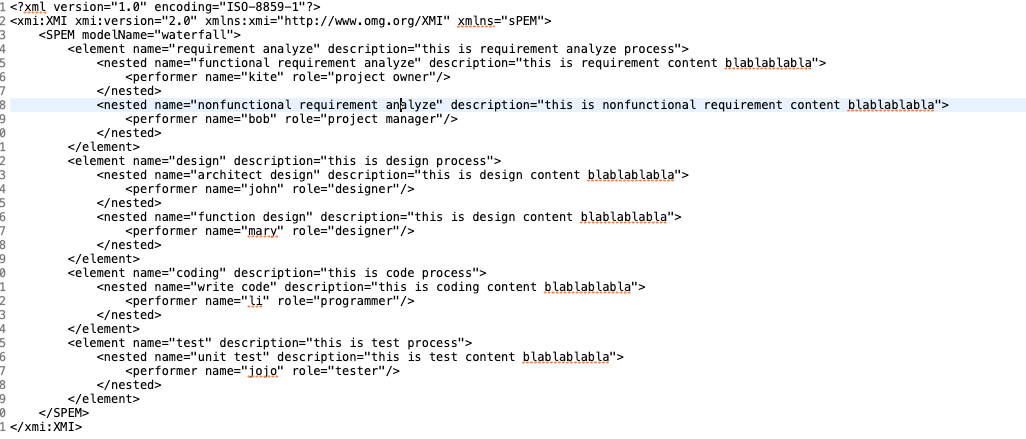 1 <?xml version="1.0" encoding="ISO-8859-1"?>
2 <xmi:XMI xmi:version="2.0" xmlns:xmi="http://www.omg.org/XMI" xmlns="sPEM">
3     <SPEM modelName="waterfall">
4         <element name="requirement analyze" description="this is requirement analyze process">
5             <nested name="functional requirement analyze" description="this is requirement content blablablabla">
6                 <performer name="kite" role="project owner"/>
7             </nested>
8             <nested name="nonfunctional requirement analyze" description="this is nonfunctional requirement content blablablabla">
9                 <performer name="bob" role="project manager"/>
0             </nested>
1         </element>
2         <element name="design" description="this is design process">
3             <nested name="architect design" description="this is design content blablablabla">
4                 <performer name="john" role="designer"/>
5             </nested>
6             <nested name="function design" description="this is design content blablablabla">
7                 <performer name="mary" role="designer"/>
8             </nested>
9         </element>
0         <element name="coding" description="this is code process">
1             <nested name="write code" description="this is coding content blablablabla">
2                 <performer name="li" role="programmer"/>
3             </nested>
4         </element>
5         <element name="test" description="this is test process">
6             <nested name="unit test" description="this is test content blablablabla">
7                 <performer name="jojo" role="tester"/>
8             </nested>
9         </element>
0     </SPEM>
1 </xmi:XMI>